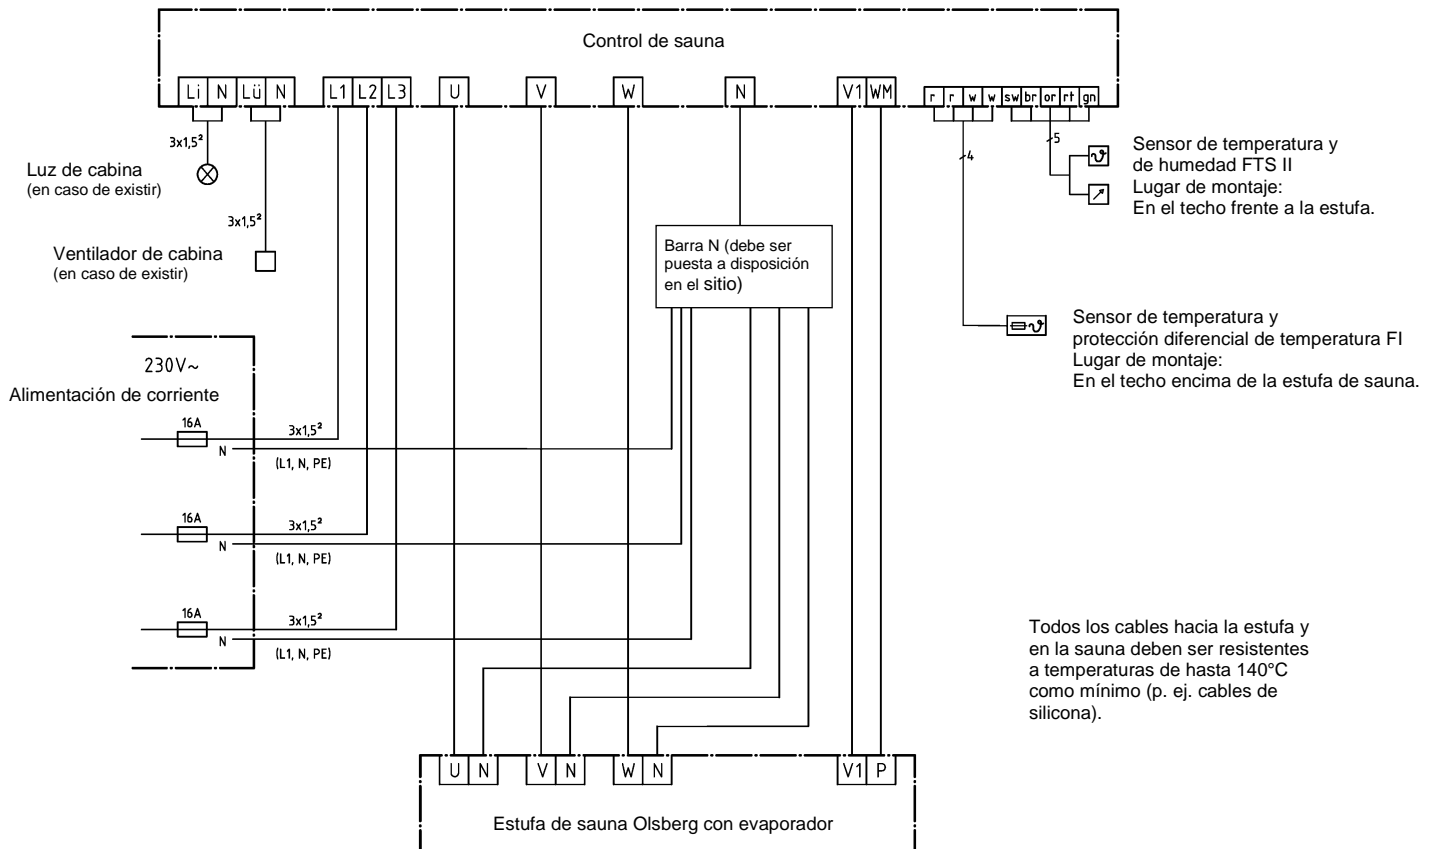 Control de sauna
Li N Lü N L1 L2 L3 U V W N V1 WM r r w w sw br or rt gn
3x1,5²
Luz de cabina
(en caso de existir)
3x1,5²
Ventilador de cabina
(en caso de existir)
4
5
Sensor de temperatura y
de humedad FTS II
Lugar de montaje:
En el techo frente a la estufa.
Barra N (debe ser
puesta a disposición
en el sitio)
Sensor de temperatura y
protección diferencial de temperatura FI
Lugar de montaje:
En el techo encima de la estufa de sauna.
230V~
Alimentación de corriente
16A
N
3x1,5²
(L1, N, PE)
16A
N
3x1,5²
(L1, N, PE)
16A
N
3x1,5²
(L1, N, PE)
Todos los cables hacia la estufa y
en la sauna deben ser resistentes
a temperaturas de hasta 140°C
como mínimo (p. ej. cables de
silicona).
U N V N W N V1 P
Estufa de sauna Olsberg con evaporador